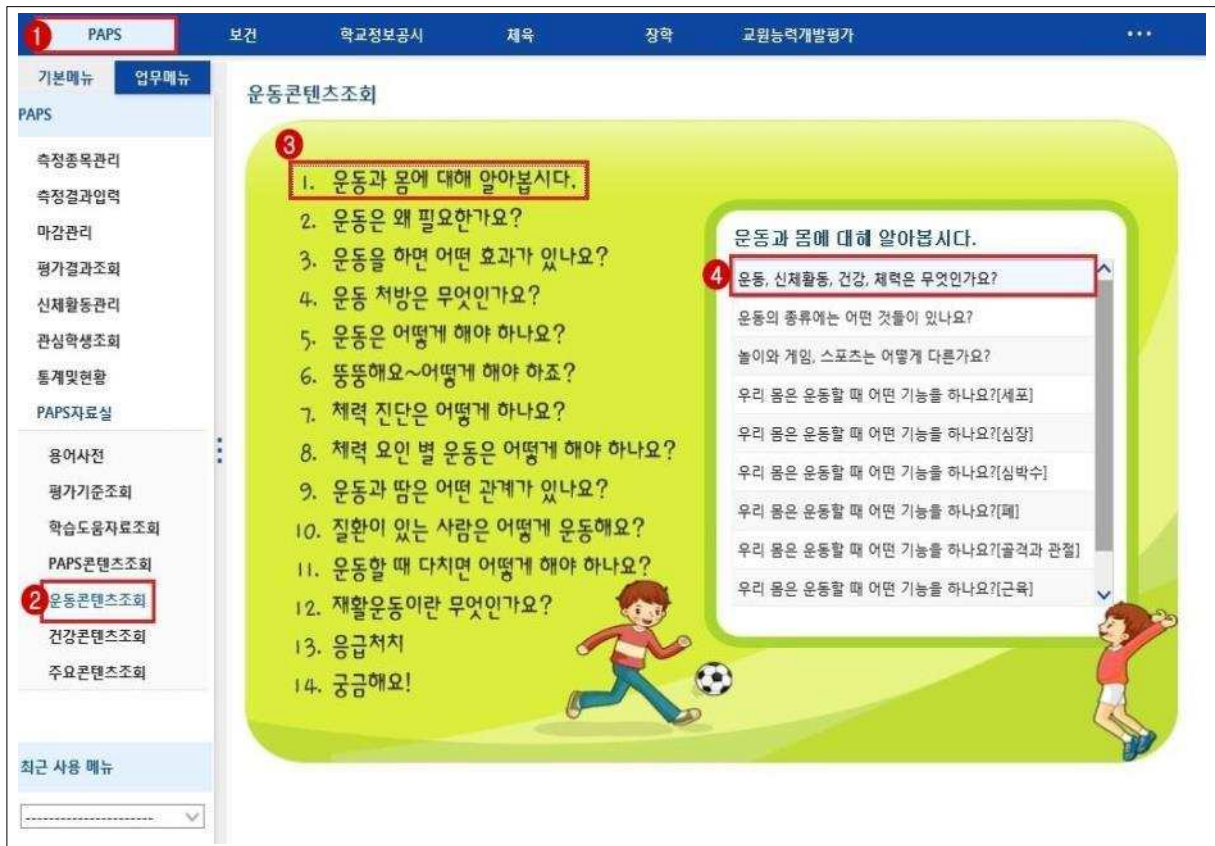 1 PAPS 보건 학교정보공시 체육 장학 교원능력개발평가 ...
기본메뉴 업무메뉴
PAPS
측정종목관리
측정결과입력
마감관리
평가결과조회
신체활동관리
관심학생조회
통계및현황
PAPS자료실
용어사전
평가기준조회
학습도움자료조회
PAPS콘텐츠조회
2 운동콘텐츠조회
건강콘텐츠조회
주요콘텐츠조회
최근 사용 메뉴
----------------------
운동콘텐츠조회
3
1. 운동과 몸에 대해 알아봅시다.
2. 운동은 왜 필요한가요?
3. 운동을 하면 어떤 효과가 있나요?
4. 운동 처방은 무엇인가요?
5. 운동은 어떻게 해야 하나요?
6. 뚱뚱해요~어떻게 해야 하죠?
7. 체력 진단은 어떻게 하나요?
8. 체력 요인 별 운동은 어떻게 해야 하나요?
9. 운동과 땀은 어떤 관계가 있나요?
10. 질환이 있는 사람은 어떻게 운동해요?
11. 운동할 때 다치면 어떻게 해야 하나요?
12. 재활운동이란 무엇인가요?
13. 응급처치
14. 궁금해요!
운동과 몸에 대해 알아봅시다.
4 운동, 신체활동, 건강, 체력은 무엇인가요?
운동의 종류에는 어떤 것들이 있나요?
놀이와 게임, 스포츠는 어떻게 다른가요?
우리 몸은 운동할 때 어떤 기능을 하나요?[세포]
우리 몸은 운동할 때 어떤 기능을 하나요?[심장]
우리 몸은 운동할 때 어떤 기능을 하나요?[심박수]
우리 몸은 운동할 때 어떤 기능을 하나요?[폐]
우리 몸은 운동할 때 어떤 기능을 하나요?[골격과 관절]
우리 몸은 운동할 때 어떤 기능을 하나요?[근육]